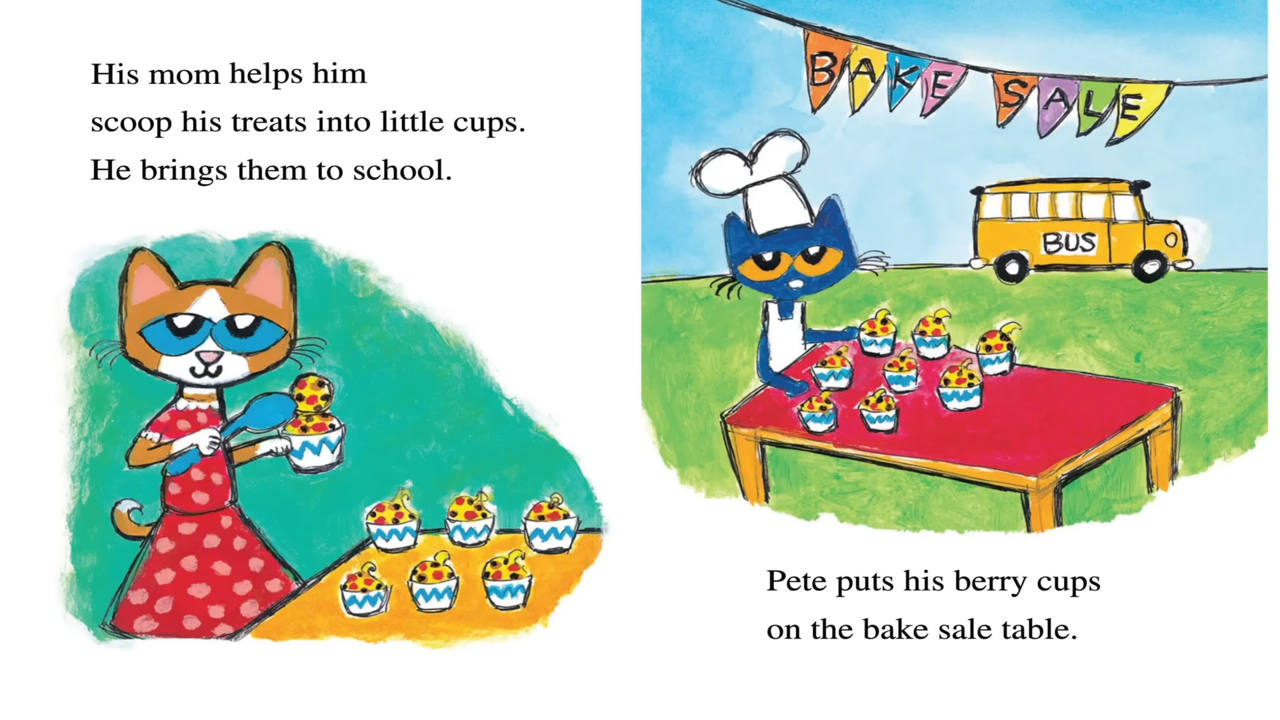 His mom helps him
scoop his treats into little cups.
He brings them to school.
BAKE SALE
BUS
Pete puts his berry cups
on the bake sale table.